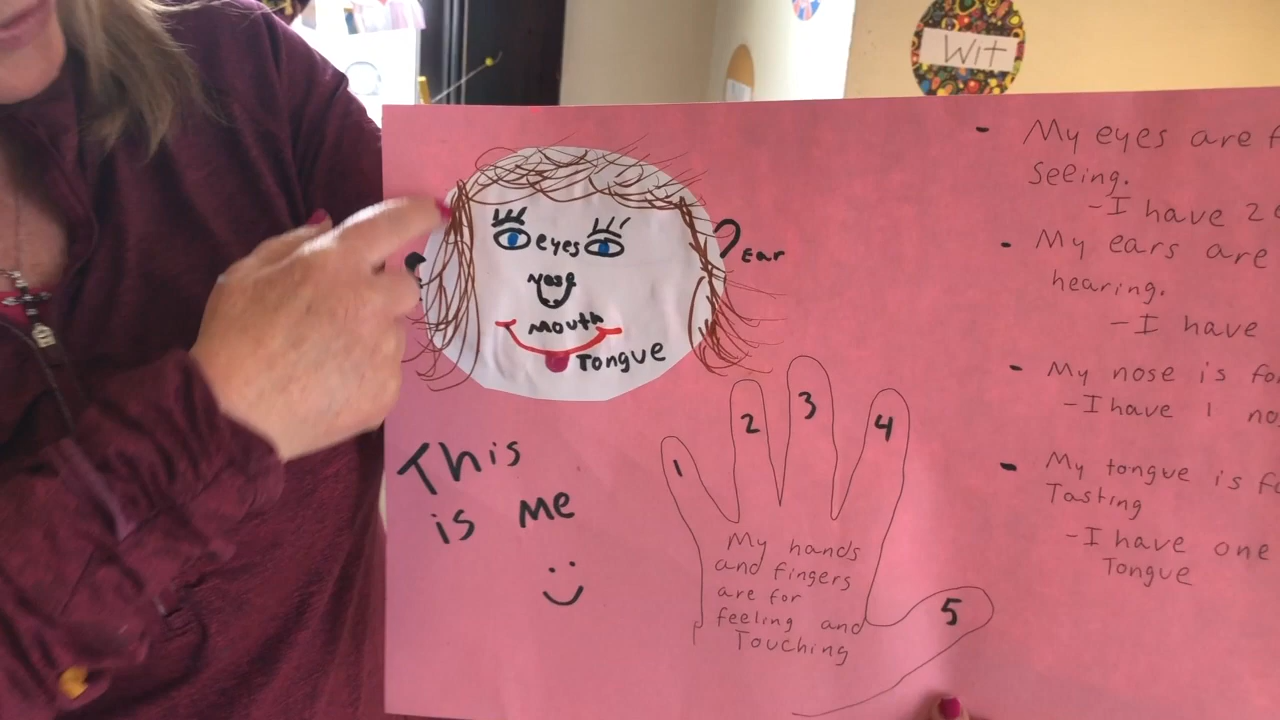 WIT
eyes
Ear
Nose
Mouth
Tongue
This
is Me
1
2
3
4
5
My hands
and fingers
are for
feeling and
Touching
- My eyes are
seeing.
- I have 2
- My ears are
hearing.
- I have
- My nose is for
- I have 1
- My tongue is
Tasting
- I have one
Tongue